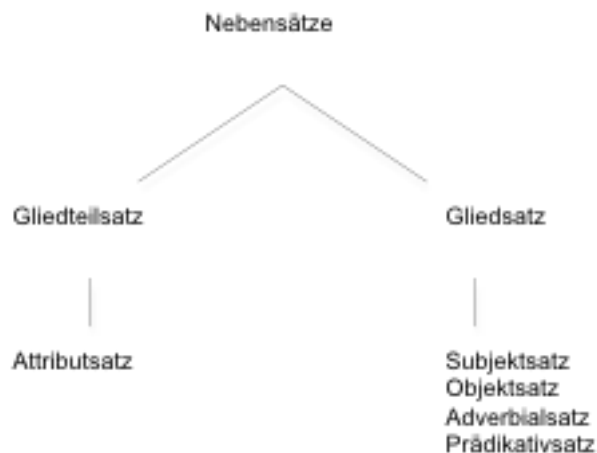 Nebensätze
Gliedteilsatz
Gliedsatz
Attributsatz
Subjektsatz
Objektsatz
Adverbialsatz
Prädikativsatz